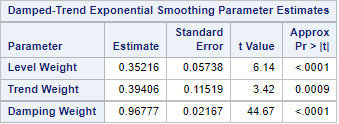 Damped-Trend Exponential Smoothing Parameter Estimates
Parameter Estimate Standard Error t Value Approx Pr > |t|
Level Weight 0.35216 0.05738 6.14 <.0001
Trend Weight 0.39406 0.11519 3.42 0.0009
Damping Weight 0.96777 0.02167 44.67 <.0001